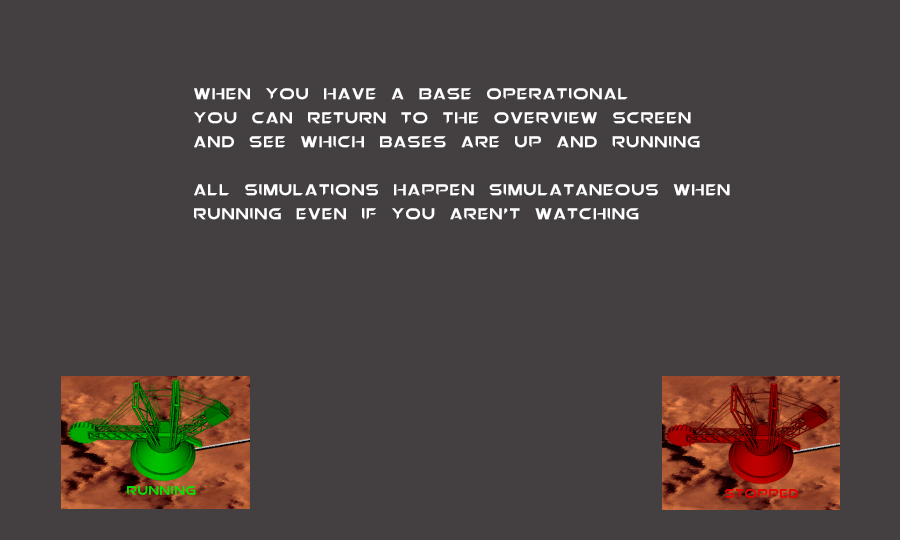 WHEN YOU HAVE A BASE OPERATIONAL
YOU CAN RETURN TO THE OVERVIEW SCREEN
AND SEE WHICH BASES ARE UP AND RUNNING
ALL SIMULATIONS HAPPEN SIMULATANEOUS WHEN
RUNNING EVEN IF YOU AREN'T WATCHING
RUNNING
STOPPED